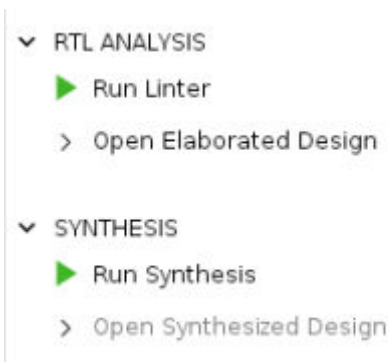 RTL ANALYSIS
Run Linter
Open Elaborated Design
SYNTHESIS
Run Synthesis
Open Synthesized Design